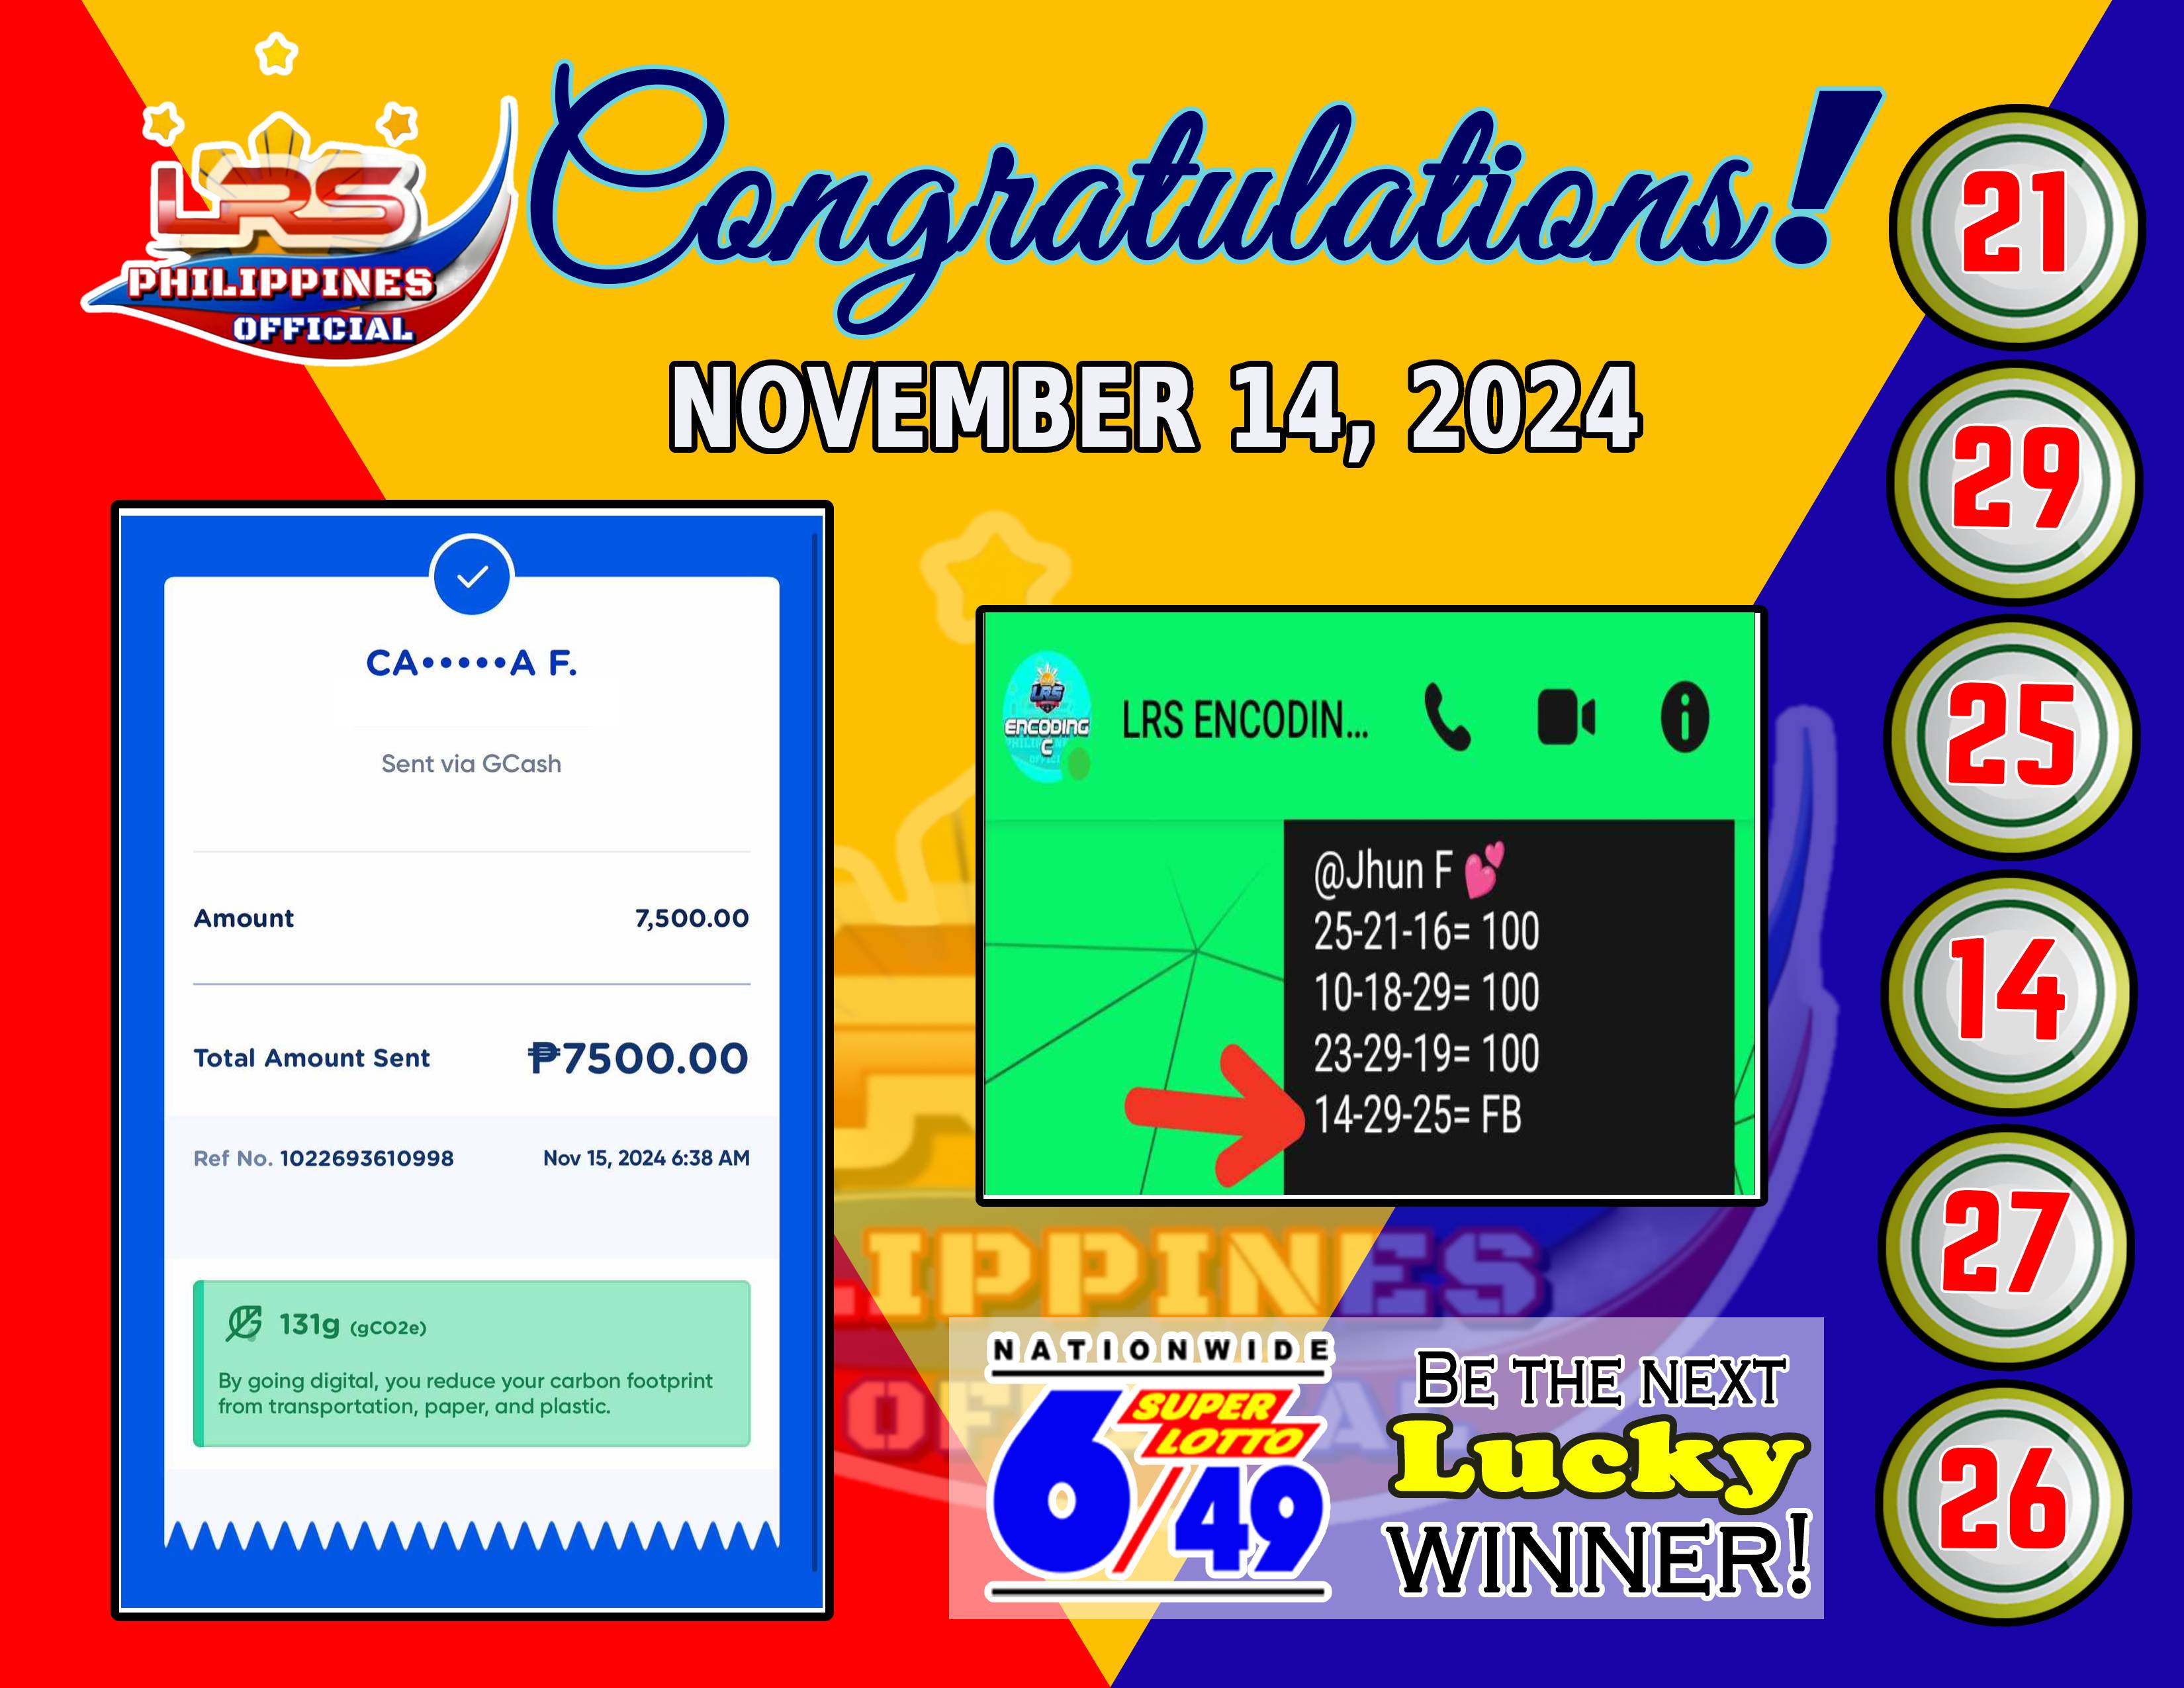 LRS
PHILIPPINES
OFFICIAL
Congratulations!
NOVEMBER 14, 2024
CA•••••A F.
Sent via GCash
Amount 7,500.00
Total Amount Sent ₱7500.00
Ref No. 1022693610998 Nov 15, 2024 6:38 AM
131g (gCO2e)
By going digital, you reduce your carbon footprint
from transportation, paper, and plastic.
LRS
ENCODING
C
LRS ENCODIN...
@Jhun F 💕
25-21-16= 100
10-18-29= 100
23-29-19= 100
14-29-25= FB
LIPPINES
NATIONWIDE
SUPER
LOTTO
6/49
BE THE NEXT
Lucky
WINNER!
21
29
25
14
27
26